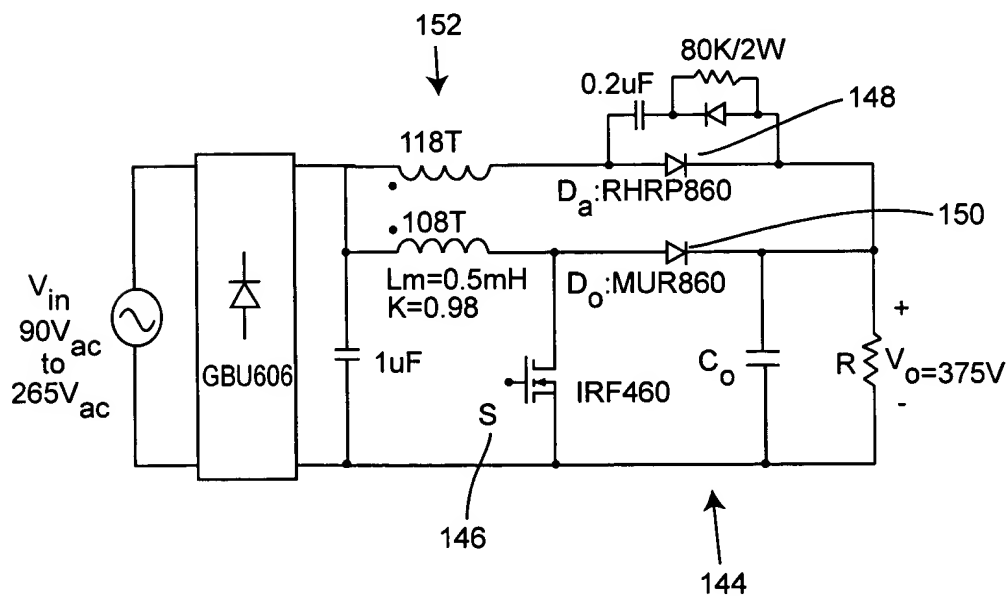 152
80K/2W
0.2uF
148
118T
Da:RHRP860
150
108T
Lm=0.5mH
K=0.98
Do:MUR860
Vin
90Vac
to
265Vac
GBU606
1uF
S
IRF460
Co
R
+
Vo=375V
-
146
144